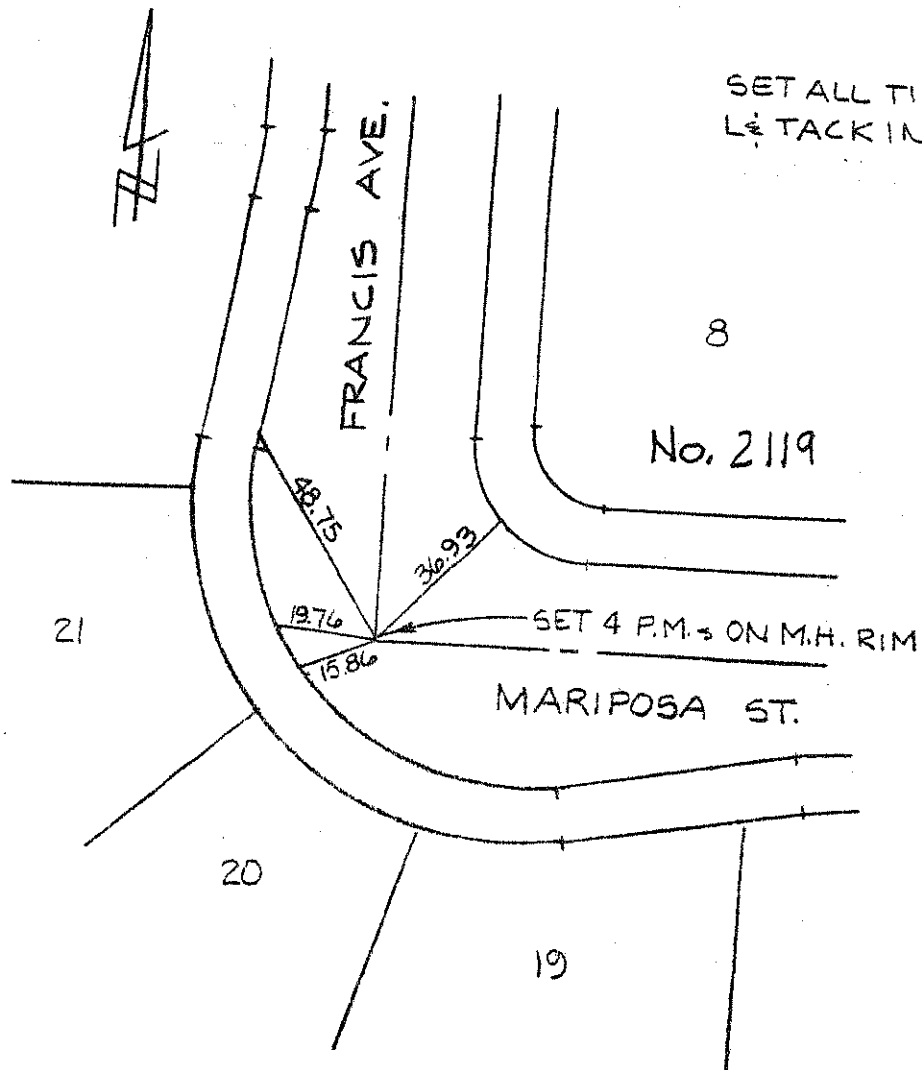 SET ALL TI
L& TACK IN
FRANCIS AVE.
8
No. 2119
48.75
36.93
21
19.76
SET 4 P.M.s ON M.H. RIM
15.86
MARIPOSA ST.
20
19